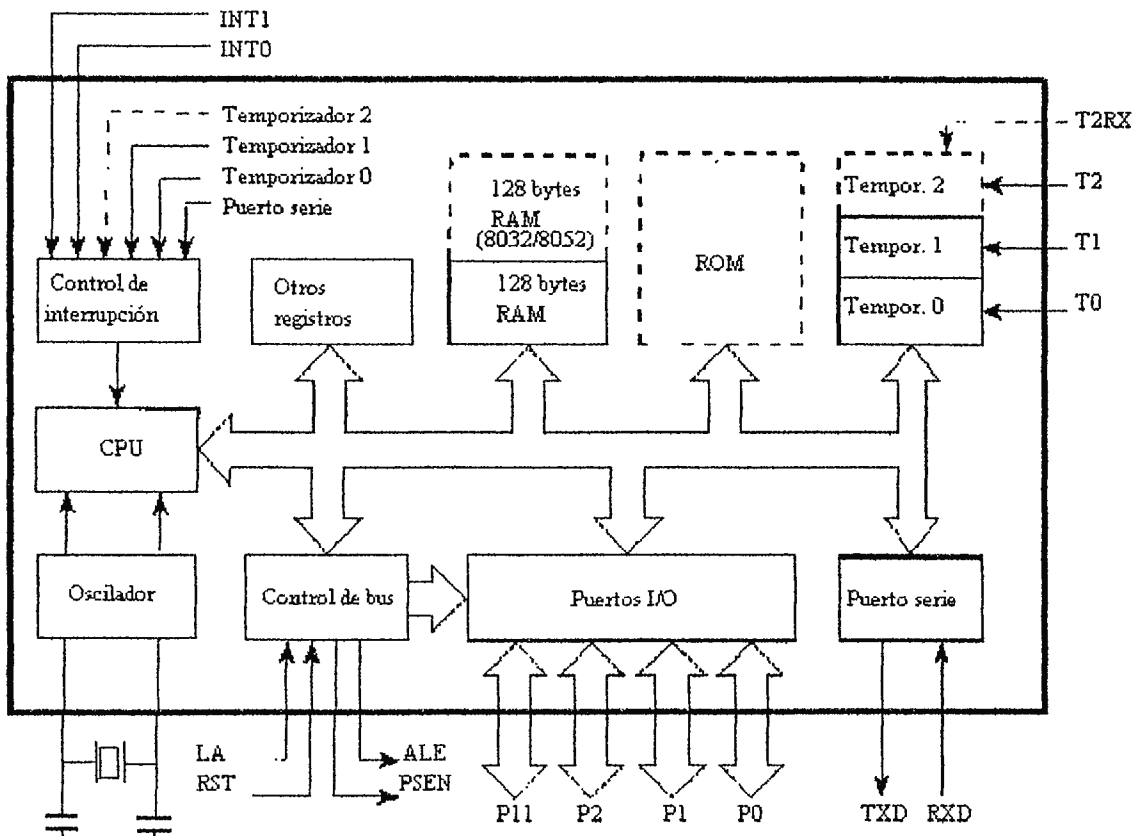 INT1
INT0
Temporizador 2
Temporizador 1
Temporizador 0
Puerto serie
T2RX
T2
T1
T0
Control de
interrupción
Otros
registros
128 bytes
RAM
(8032/8052)
128 bytes
RAM
ROM
Tempor. 2
Tempor. 1
Tempor. 0
CPU
Oscilador
Control de bus
Puertos I/O
Puerto serie
LA
RST
ALE
PSEN
P11
P2
P1
P0
TXD
RXD